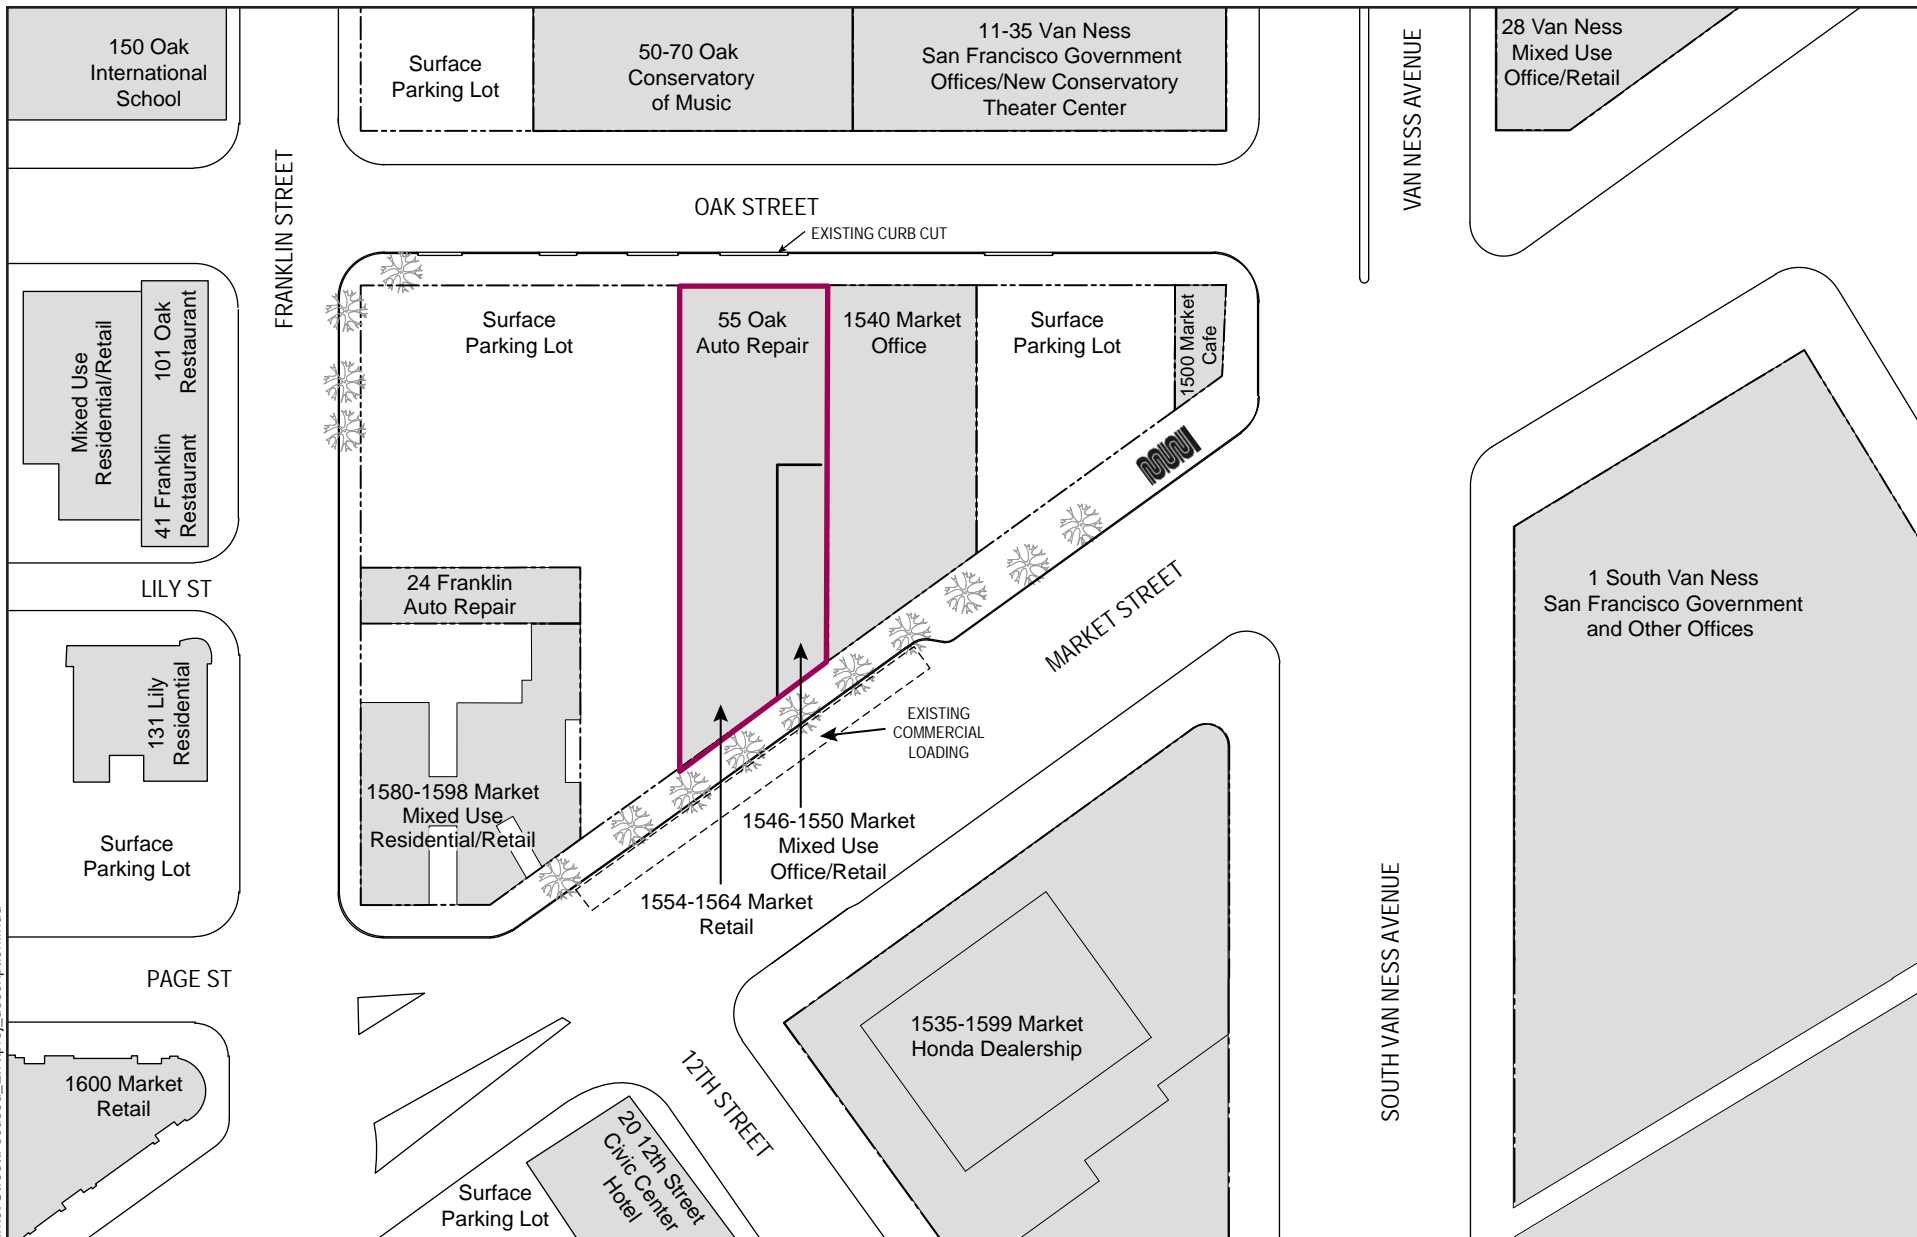 150 Oak
International
School
Surface
Parking Lot
50-70 Oak
Conservatory
of Music
11-35 Van Ness
San Francisco Government
Offices/New Conservatory
Theater Center
28 Van Ness
Mixed Use
Office/Retail
VAN NESS AVENUE
FRANKLIN STREET
OAK STREET
EXISTING CURB CUT
Mixed Use
Residential/Retail
101 Oak
Restaurant
41 Franklin
Restaurant
Surface
Parking Lot
55 Oak
Auto Repair
1540 Market
Office
Surface
Parking Lot
1500 Market
Cafe
LILY ST
24 Franklin
Auto Repair
MARKET STREET
1 South Van Ness
San Francisco Government
and Other Offices
131 Lily
Residential
EXISTING
COMMERCIAL
LOADING
1580-1598 Market
Mixed Use
Residential/Retail
1546-1550 Market
Mixed Use
Office/Retail
1554-1564 Market
Retail
Surface
Parking Lot
SOUTH VAN NESS AVENUE
PAGE ST
1535-1599 Market
Honda Dealership
12TH STREET
1600 Market
Retail
20 12th Street
Civic Center
Hotel
Surface
Parking Lot